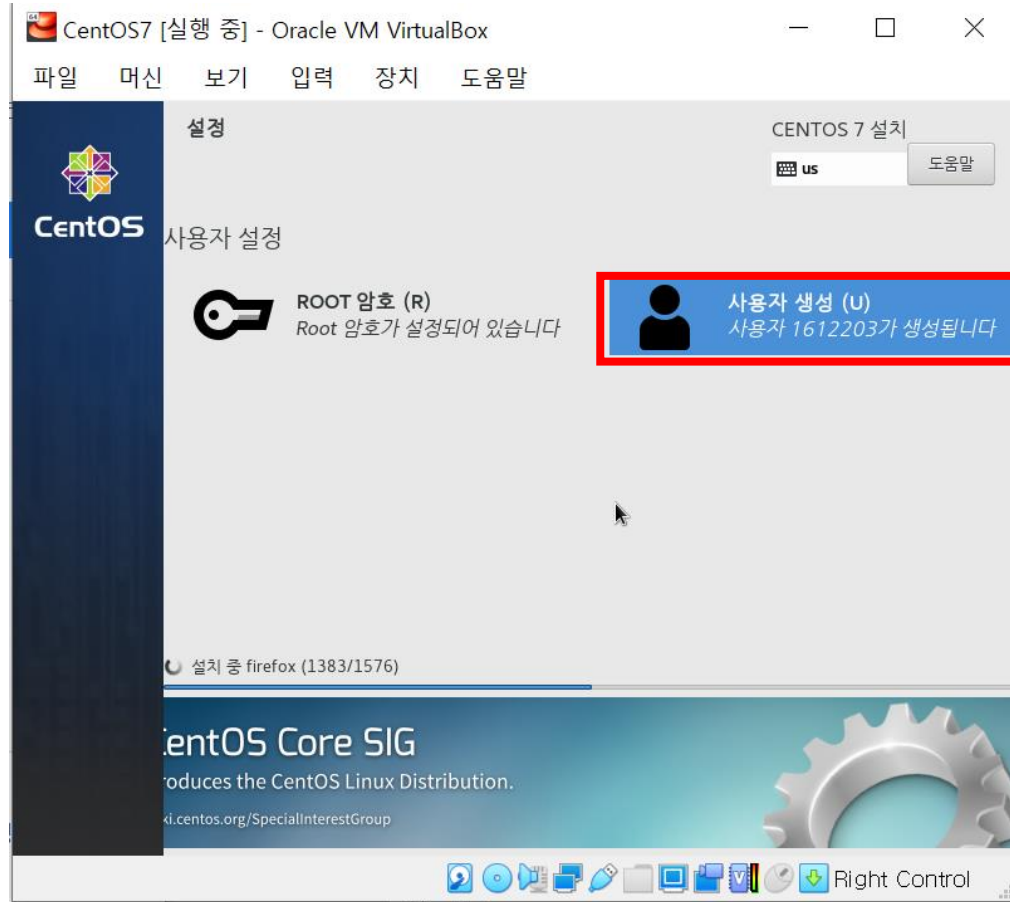 CentOS7 [실행 중] - Oracle VM VirtualBox
파일 머신 보기 입력 장치 도움말
설정
CENTOS 7 설치
us
도움말
CentOS
사용자 설정
ROOT 암호 (R)
Root 암호가 설정되어 있습니다
사용자 생성 (U)
사용자 1612203가 생성됩니다
설치 중 firefox (1383/1576)
entOS Core SIG
oduces the CentOS Linux Distribution.
ki.centos.org/SpecialInterestGroup
Right Control